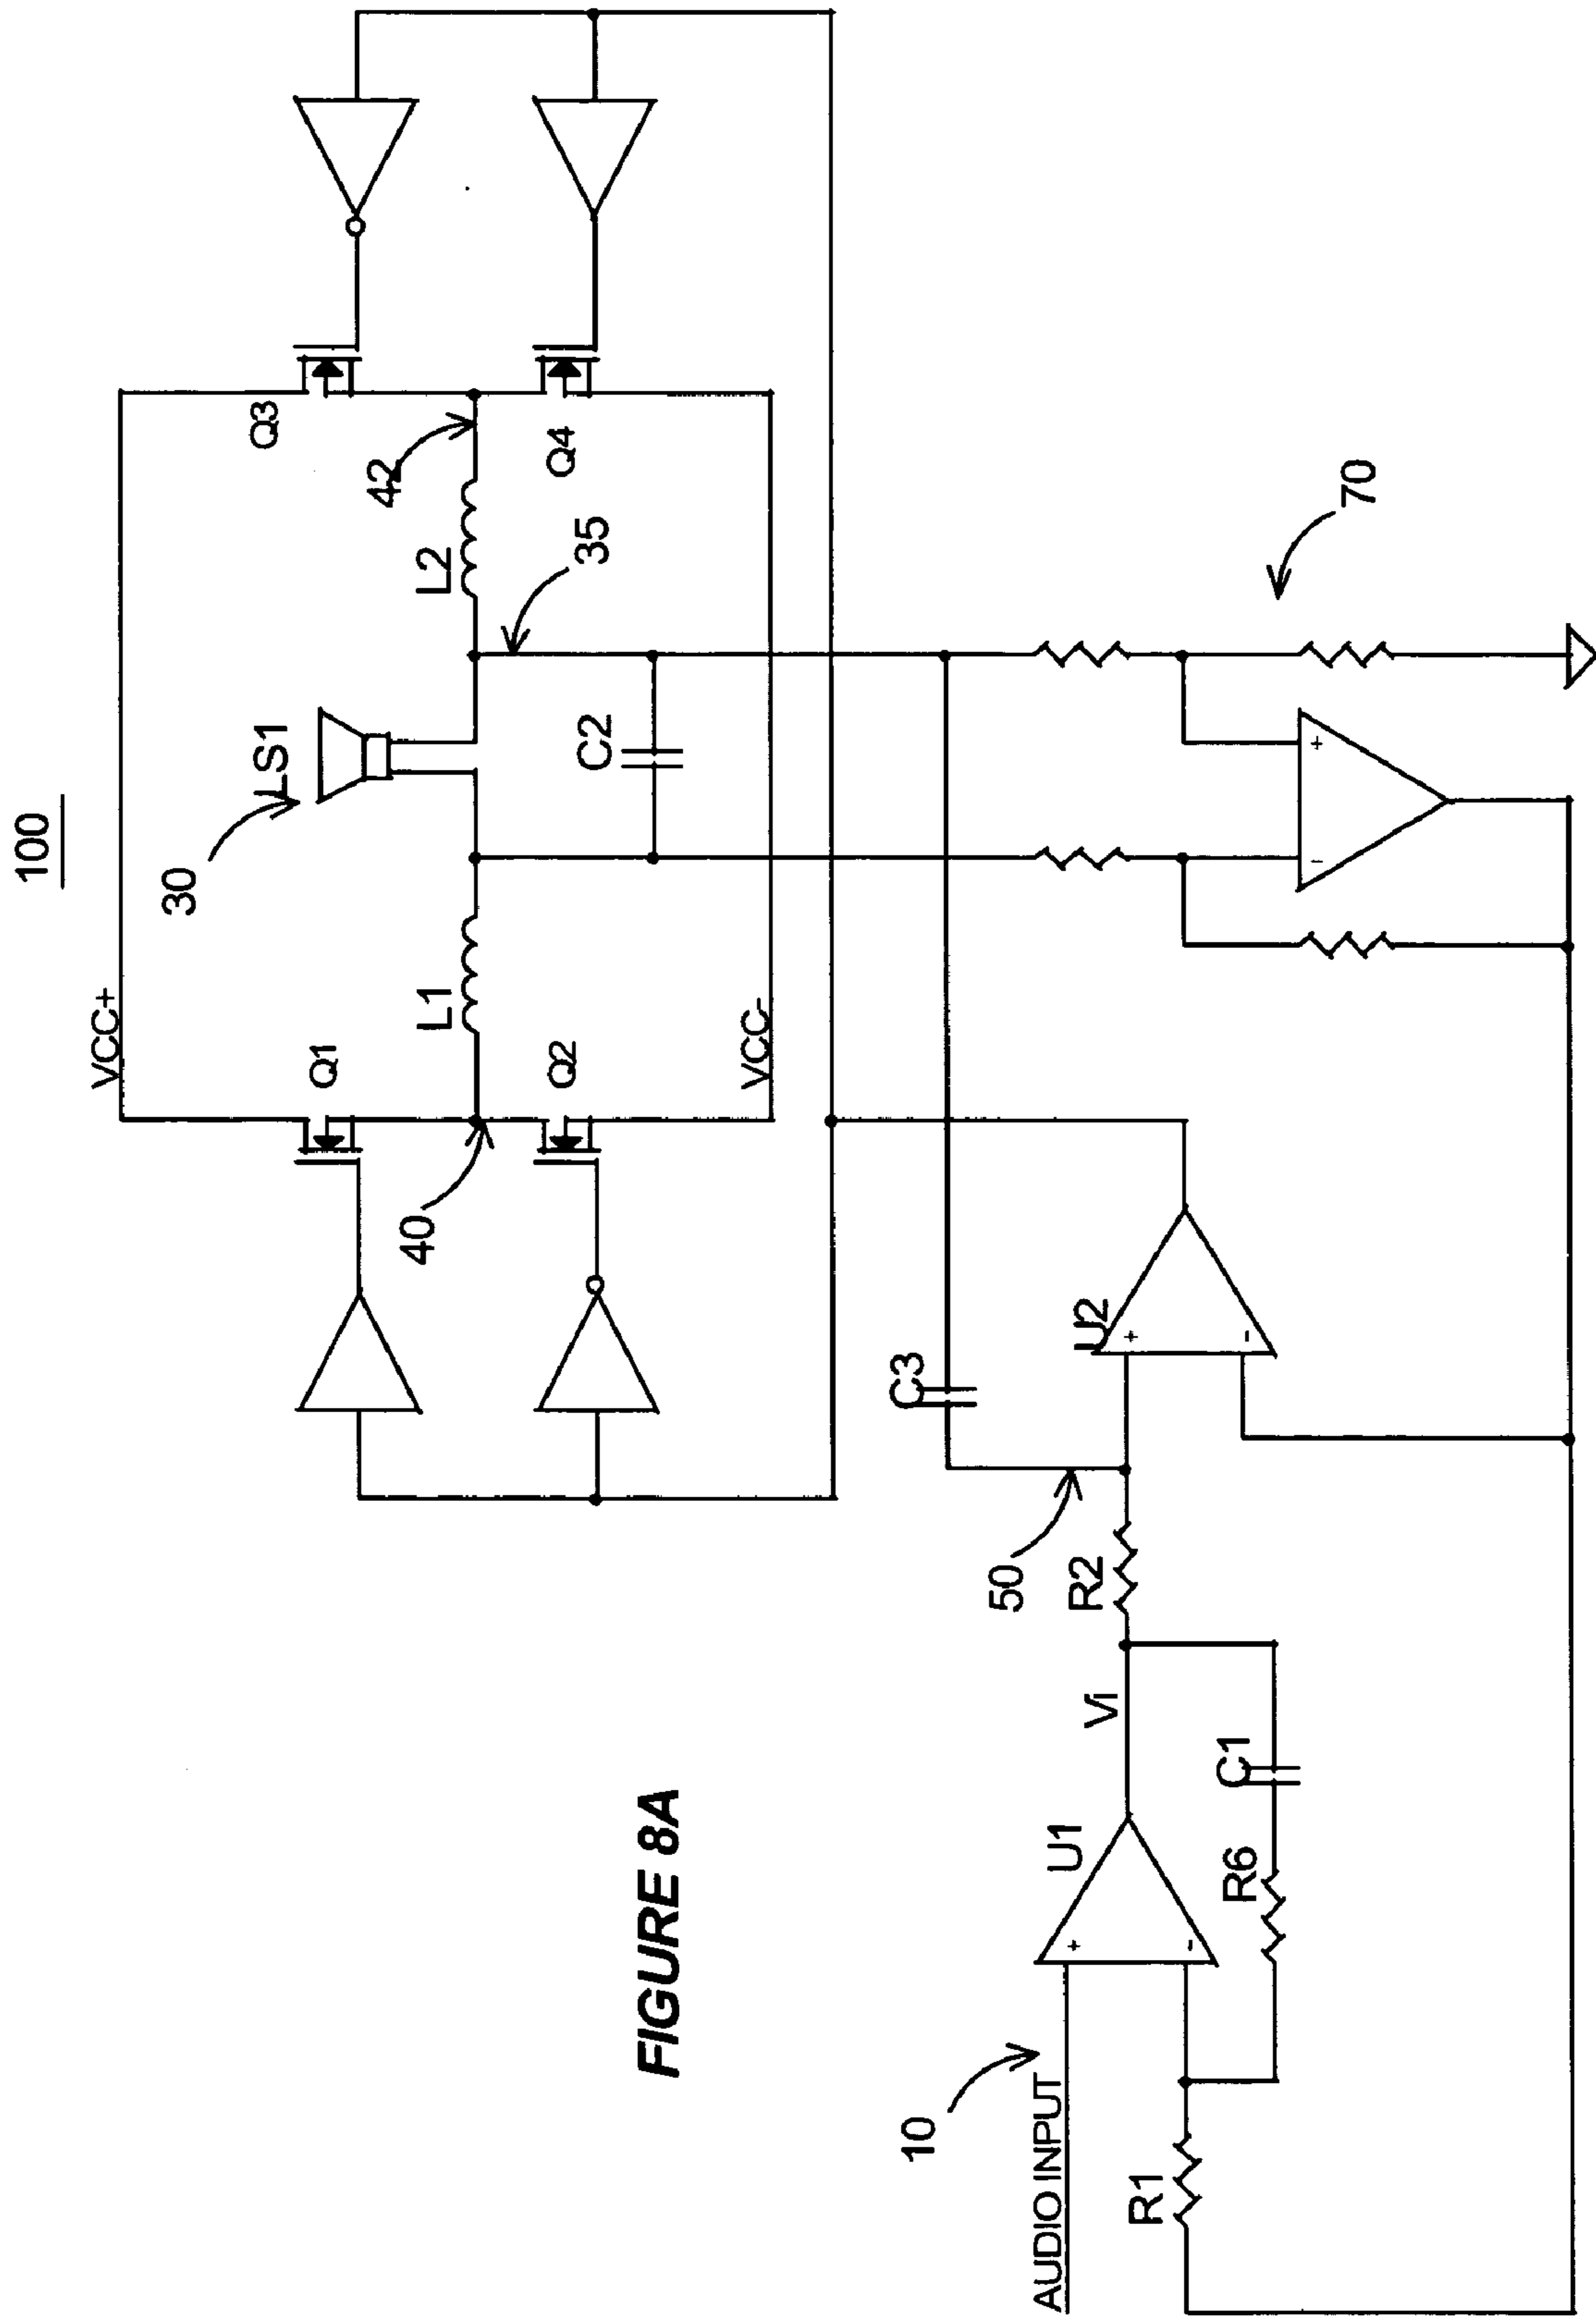 100
VCC+
Q3
LS1
30
Q1
42
L2
L1
Q4
35
Q2
C2
VCC-
40
70
C3
U2
+
-
+
-
50
R2
Vi
C1
FIGURE 8A
U1
R6
+
-
10
AUDIO INPUT
R1